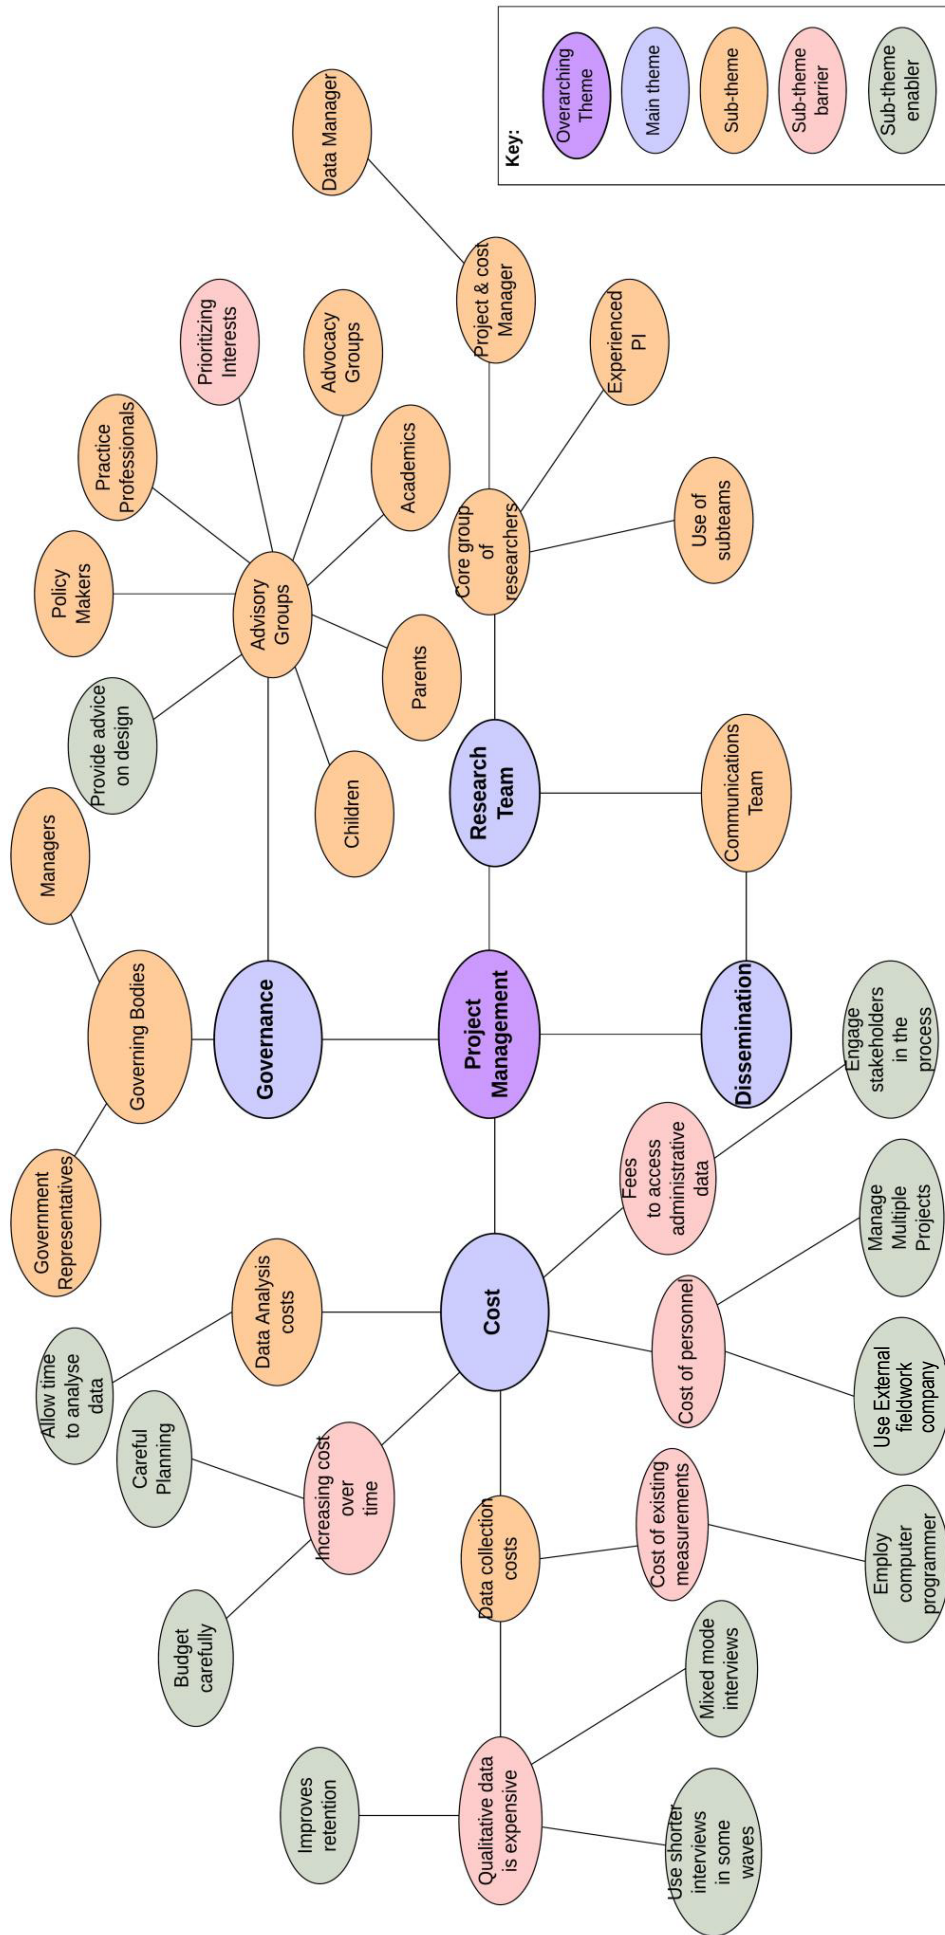 Improves
retention
Qualitative data
is expensive
Use shorter
interviews
in some
waves
Mixed mode
interviews
Budget
carefully
Careful
Planning
Increasing cost
over
time
Data collection
costs
Cost of existing
measurements
Employ
computer
programmer
Allow time
to analyse
data
Data Analysis
costs
Cost
Cost of personnel
Use External
fieldwork
company
Manage
Multiple
Projects
Fees
to access
administrative
data
Engage
stakeholders
in the
process
Government
Representatives
Governing Bodies
Managers
Governance
Project
Management
Dissemination
Communications
Team
Research
Team
Provide advice
on design
Policy
Makers
Practice
Professionals
Prioritizing
Interests
Advisory
Groups
Advocacy
Groups
Academics
Parents
Children
Core group
of
researchers
Project & cost
Manager
Data Manager
Experienced
PI
Use of
subteams
Key:
Overarching
Theme
Main theme
Sub-theme
Sub-theme
barrier
Sub-theme
enabler